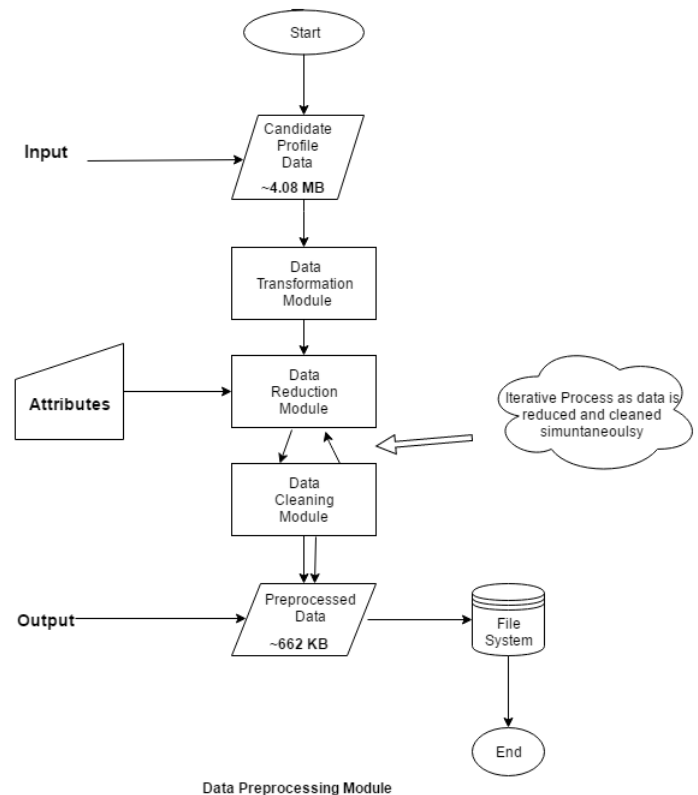 Start
Input
Candidate
Profile
Data
~4.08 MB
Data
Transformation
Module
Attributes
Data
Reduction
Module
Iterative Process as data is
reduced and cleaned
simuntaneoulsy
Data
Cleaning
Module
Output
Preprocessed
Data
~662 KB
File
System
End
Data Preprocessing Module